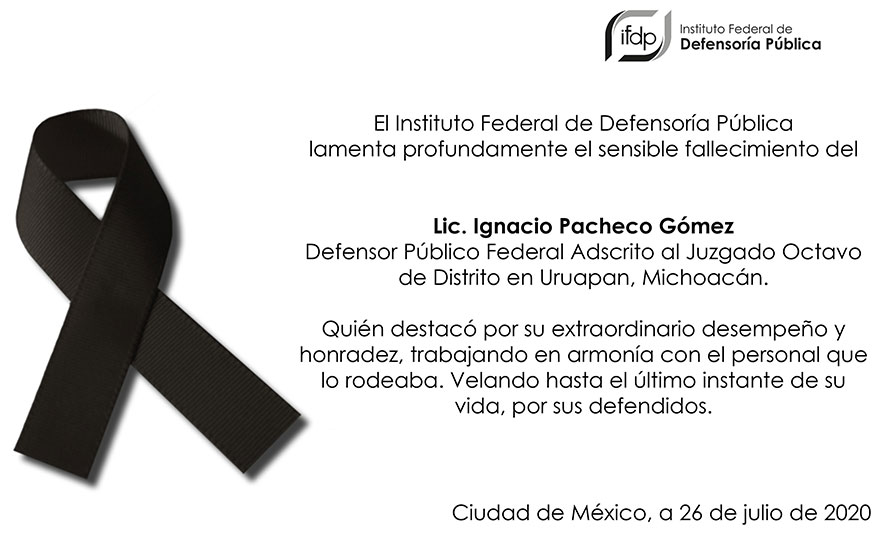 ifdp
Instituto Federal de
Defensoría Pública
El Instituto Federal de Defensoría Pública
lamenta profundamente el sensible fallecimiento del
Lic. Ignacio Pacheco Gómez
Defensor Público Federal Adscrito al Juzgado Octavo
de Distrito en Uruapan, Michoacán.
Quién destacó por su extraordinario desempeño y
honradez, trabajando en armonía con el personal que
lo rodeaba. Velando hasta el último instante de su
vida, por sus defendidos.
Ciudad de México, a 26 de julio de 2020